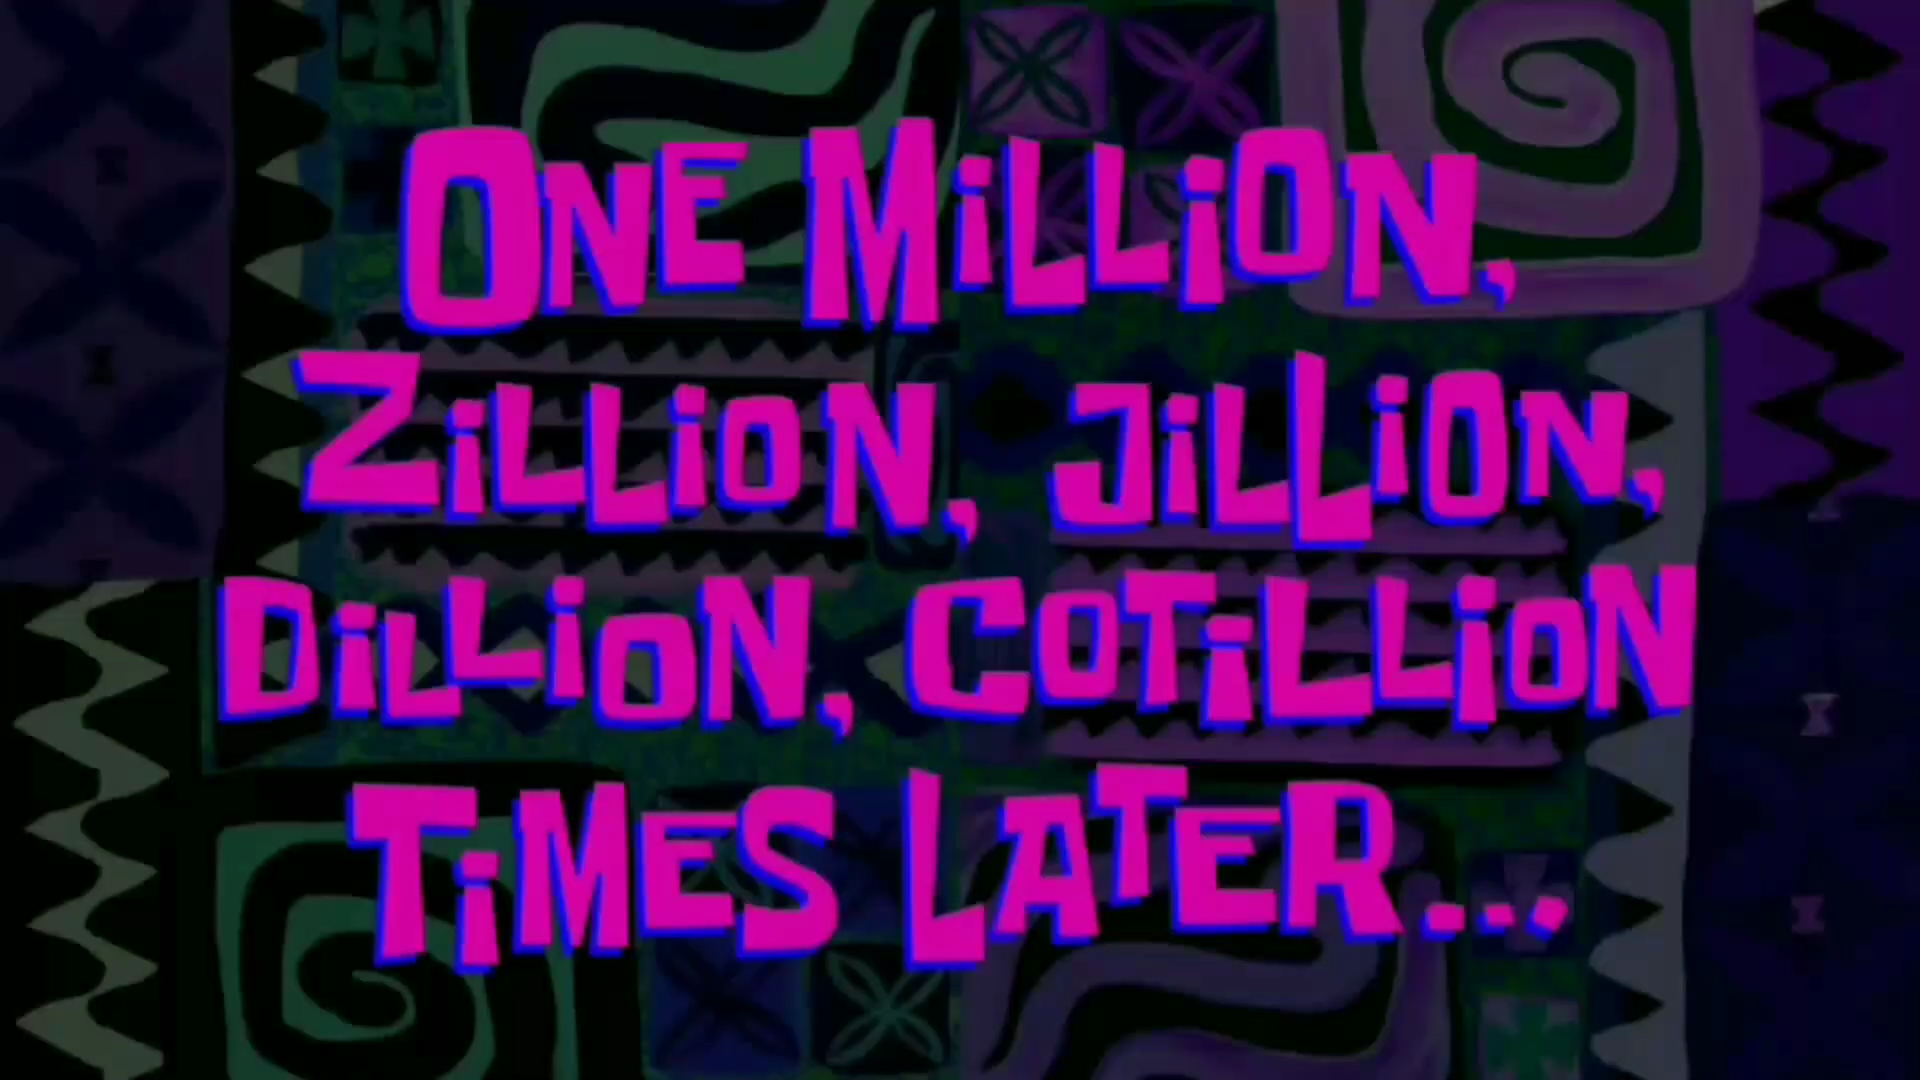 One Million,
Zillion, Jillion,
Dillion, Cotillion
Times Later...